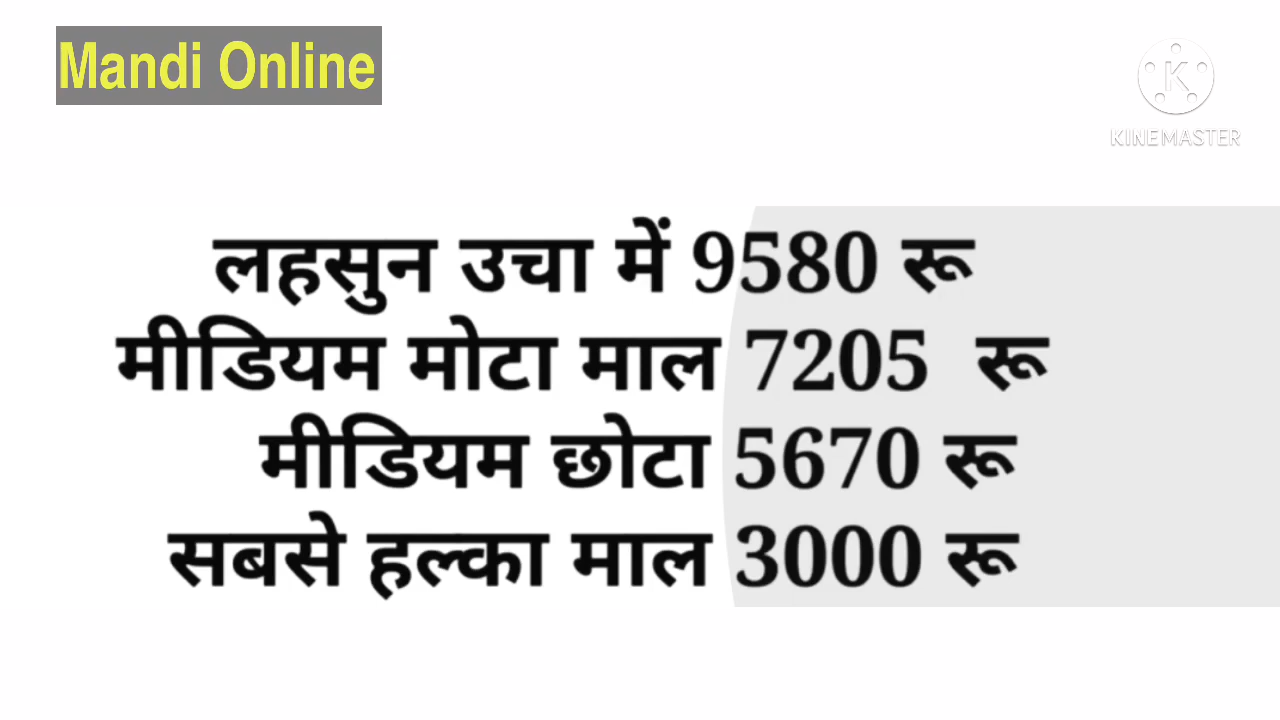 Mandi Online
KINEMASTER
लहसुन उचा में 9580 रू
मीडियम मोटा माल 7205 रू
मीडियम छोटा 5670 रू
सबसे हल्का माल 3000 रू